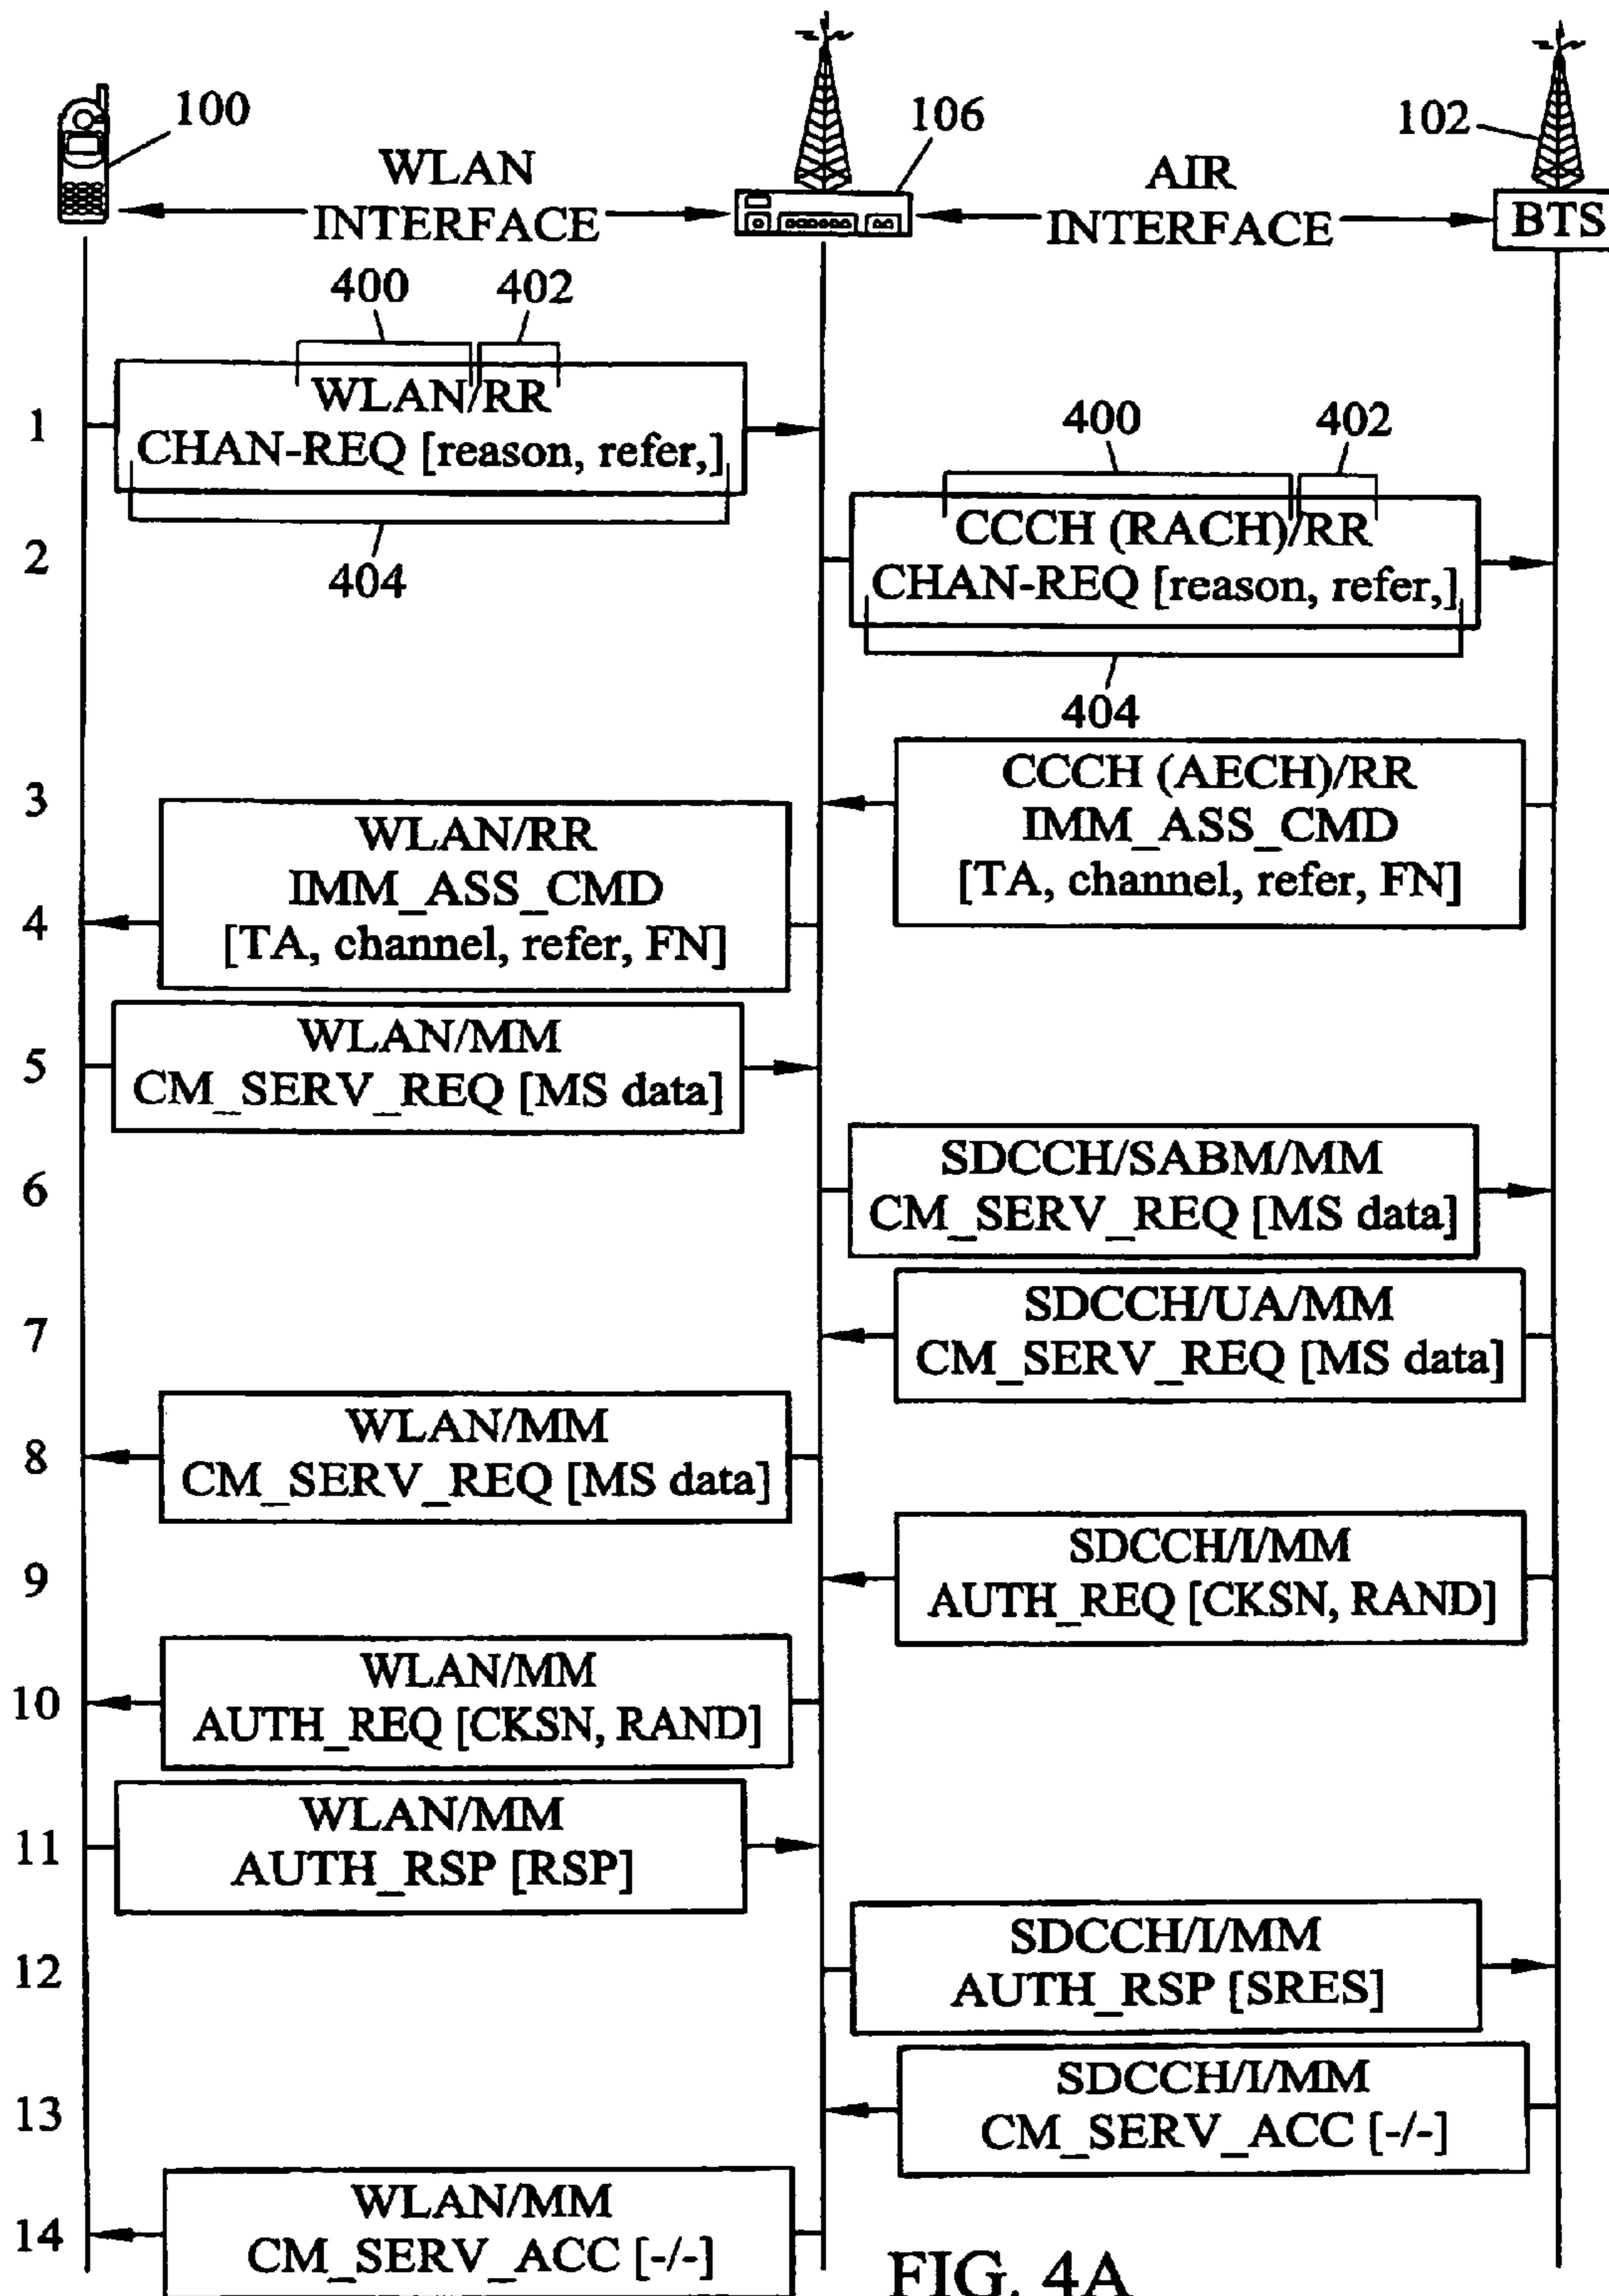 100
106
102
WLAN
INTERFACE
AIR
INTERFACE
BTS
400
402
1
WLAN/RR
CHAN-REQ [reason, refer,]
404
400
402
2
CCCH (RACH)/RR
CHAN-REQ [reason, refer,]
404
3
CCCH (AECH)/RR
IMM_ASS_CMD
[TA, channel, refer, FN]
4
WLAN/RR
IMM_ASS_CMD
[TA, channel, refer, FN]
5
WLAN/MM
CM_SERV_REQ [MS data]
6
SDCCH/SABM/MM
CM_SERV_REQ [MS data]
7
SDCCH/UA/MM
CM_SERV_REQ [MS data]
8
WLAN/MM
CM_SERV_REQ [MS data]
9
SDCCH/I/MM
AUTH_REQ [CKSN, RAND]
10
WLAN/MM
AUTH_REQ [CKSN, RAND]
11
WLAN/MM
AUTH_RSP [RSP]
12
SDCCH/I/MM
AUTH_RSP [SRES]
13
SDCCH/I/MM
CM_SERV_ACC [-/-]
14
WLAN/MM
CM_SERV_ACC [-/-]
FIG. 4A